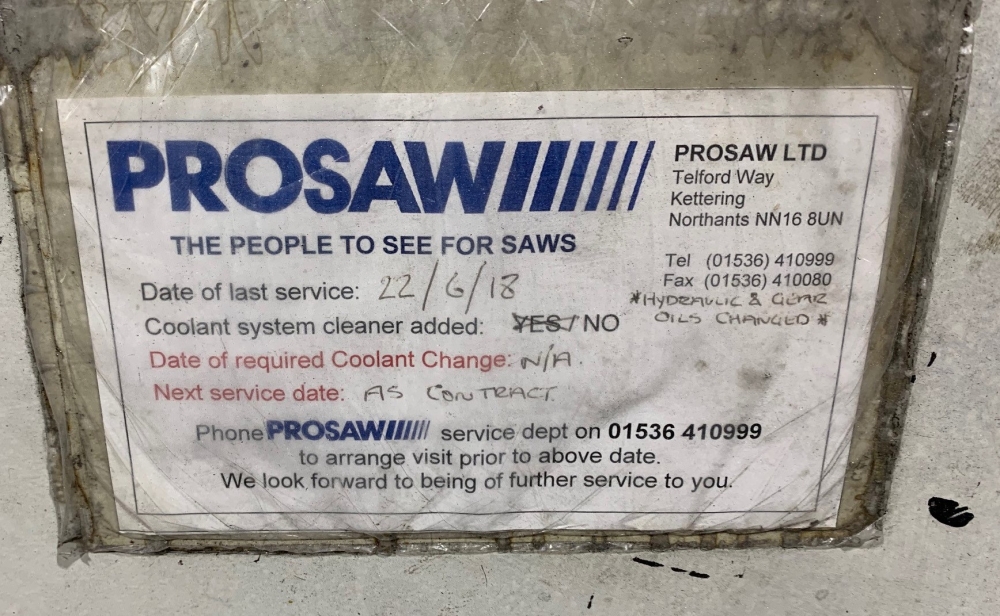 PROSAW
PROSAW LTD
Telford Way
Kettering
Northants NN16 8UN
THE PEOPLE TO SEE FOR SAWS
Tel (01536) 410999
Fax (01536) 410080
*HYDRAULIC & GEAR
OILS CHANGED *
Date of last service: 22/6/18
Coolant system cleaner added: YES / NO
Date of required Coolant Change: N/A.
Next service date: AS CONTRACT.
Phone PROSAW service dept on 01536 410999
to arrange visit prior to above date.
We look forward to being of further service to you.